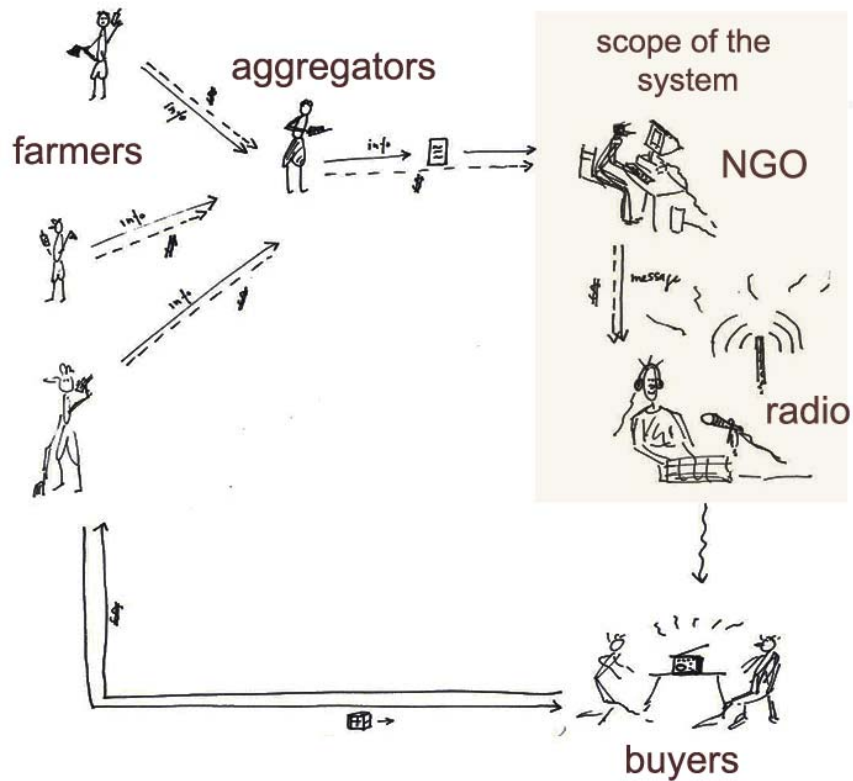 scope of the
system
aggregators
info
farmers
info
NGO
info
message
info
radio
buyers